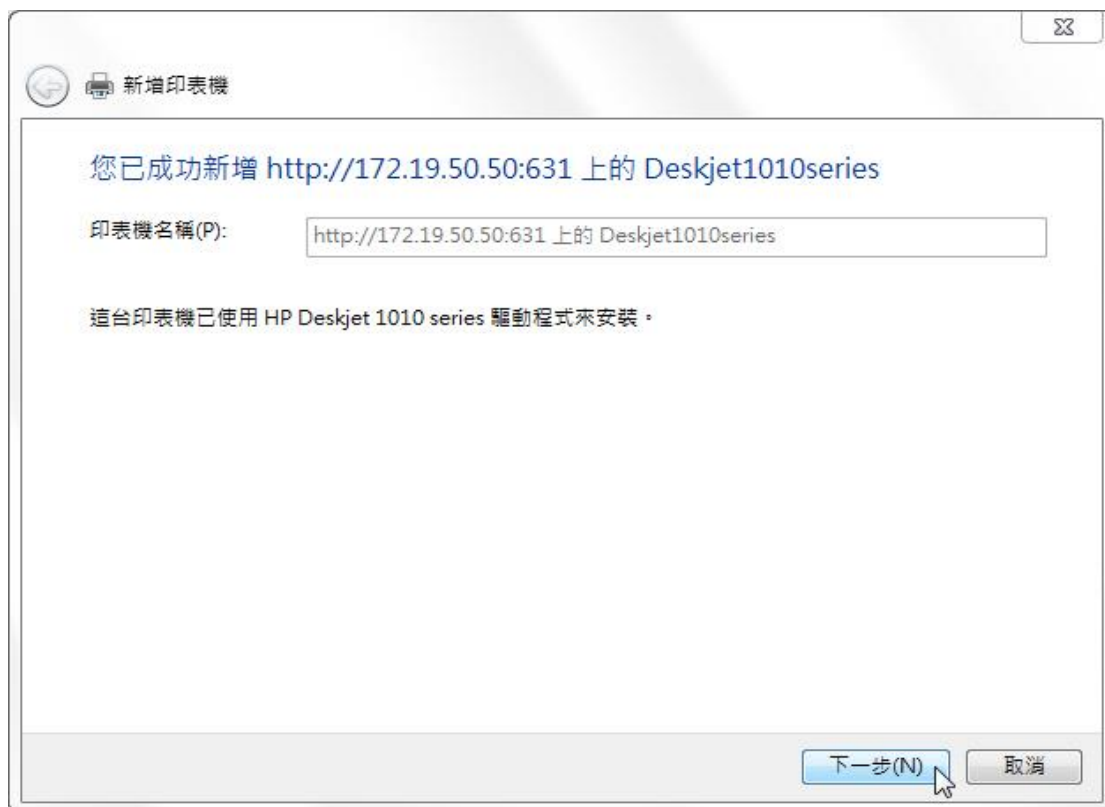 新增印表機
您已成功新增 http://172.19.50.50:631 上的 Deskjet1010series
印表機名稱(P):
http://172.19.50.50:631 上的 Deskjet1010series
這台印表機已使用 HP Deskjet 1010 series 驅動程式來安裝。
下一步(N)
取消